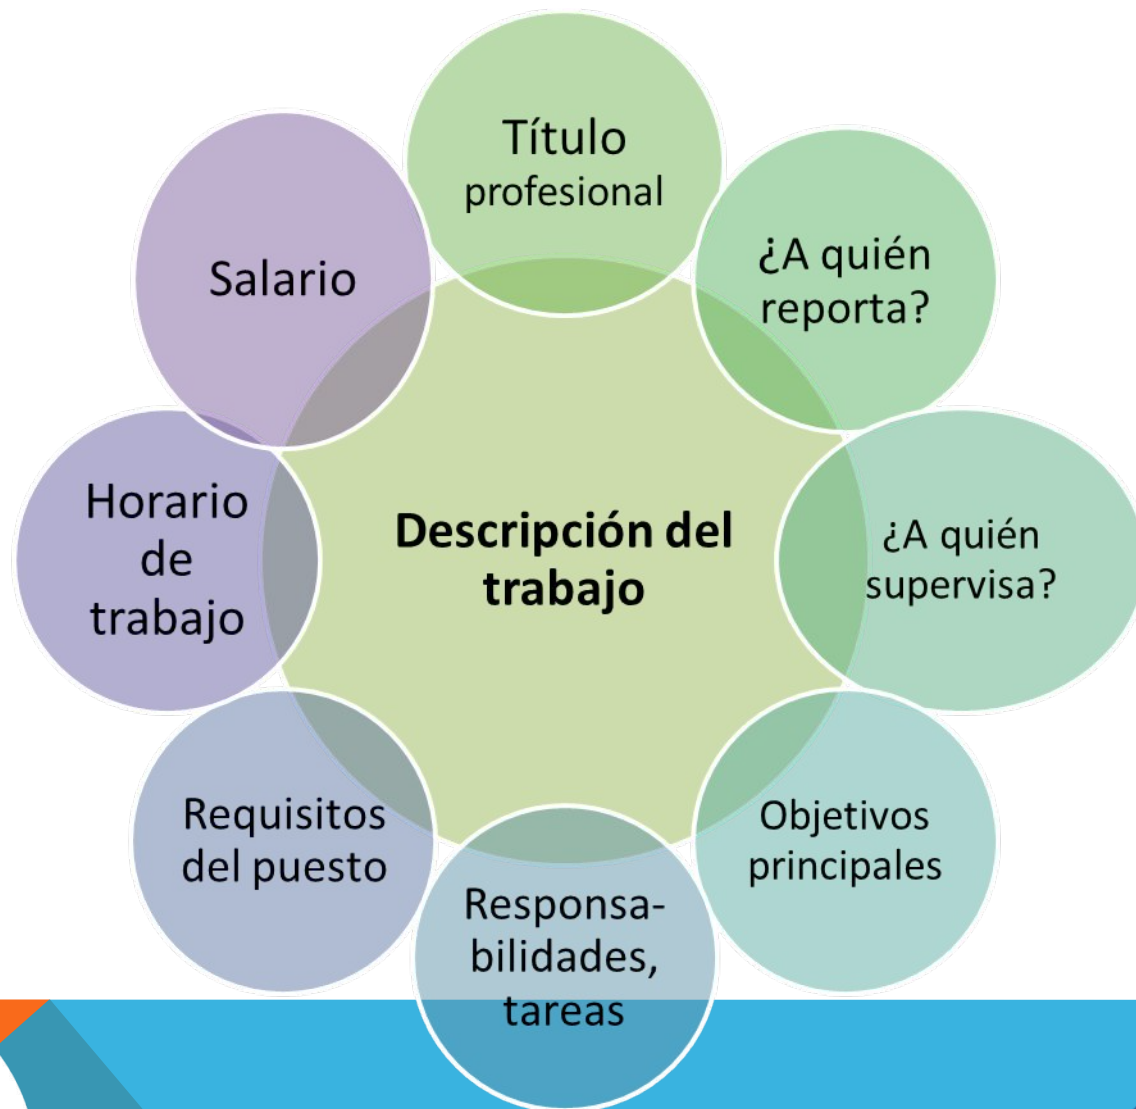 Título
profesional
¿A quién
reporta?
¿A quién
supervisa?
Objetivos
principales
Responsa-
bilidades,
tareas
Requisitos
del puesto
Horario
de
trabajo
Salario
Descripción del
trabajo